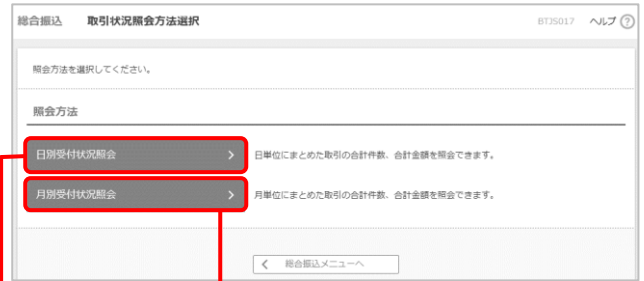 総合振込 取引状況照会方法選択 BTJS017 ヘルプ ?
照会方法を選択してください。
照会方法
日別受付状況照会 日単位にまとめた取引の合計件数、合計金額を照会できます。
月別受付状況照会 月単位にまとめた取引の合計件数、合計金額を照会できます。
総合振込メニューへ